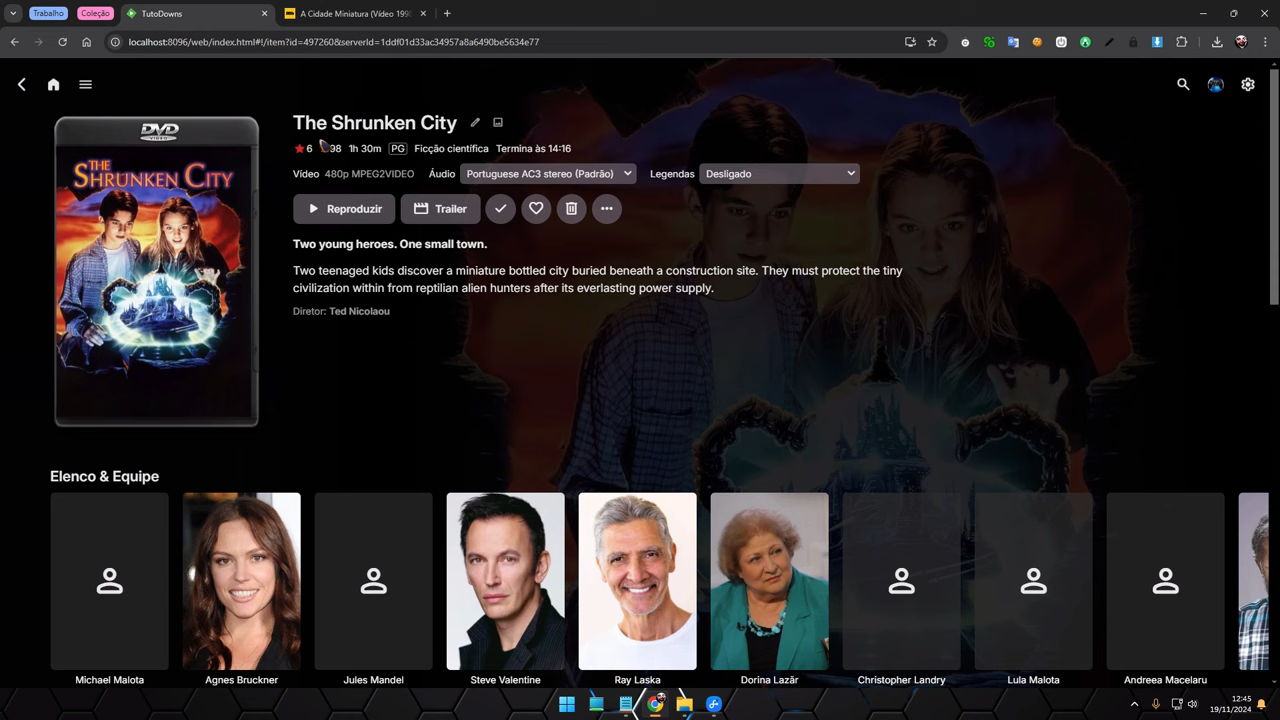 Trabalho
Coleção
TutoDowns
A Cidade Miniatura (Vídeo 1998
localhost:8096/web/index.html#!/item?id=497260&serverId=1ddf01d33ac34957a8a6490be5634e77
The Shrunken City
6
98
1h 30m
PG
Ficção científica
Termina às 14:16
Vídeo 480p MPEG2VIDEO
Áudio
Portuguese AC3 stereo (Padrão)
Legendas
Desligado
Reproduzir
Trailer
Two young heroes. One small town.
Two teenaged kids discover a miniature bottled city buried beneath a construction site. They must protect the tiny
civilization within from reptilian alien hunters after its everlasting power supply.
Diretor: Ted Nicolaou
DVD
VIDEO
THE
SHRUNKEN CITY
Elenco & Equipe
Michael Malota
Agnes Bruckner
Jules Mandel
Steve Valentine
Ray Laska
Dorina Lazăr
Christopher Landry
Lula Malota
Andreea Macelaru
12:45
19/11/2024